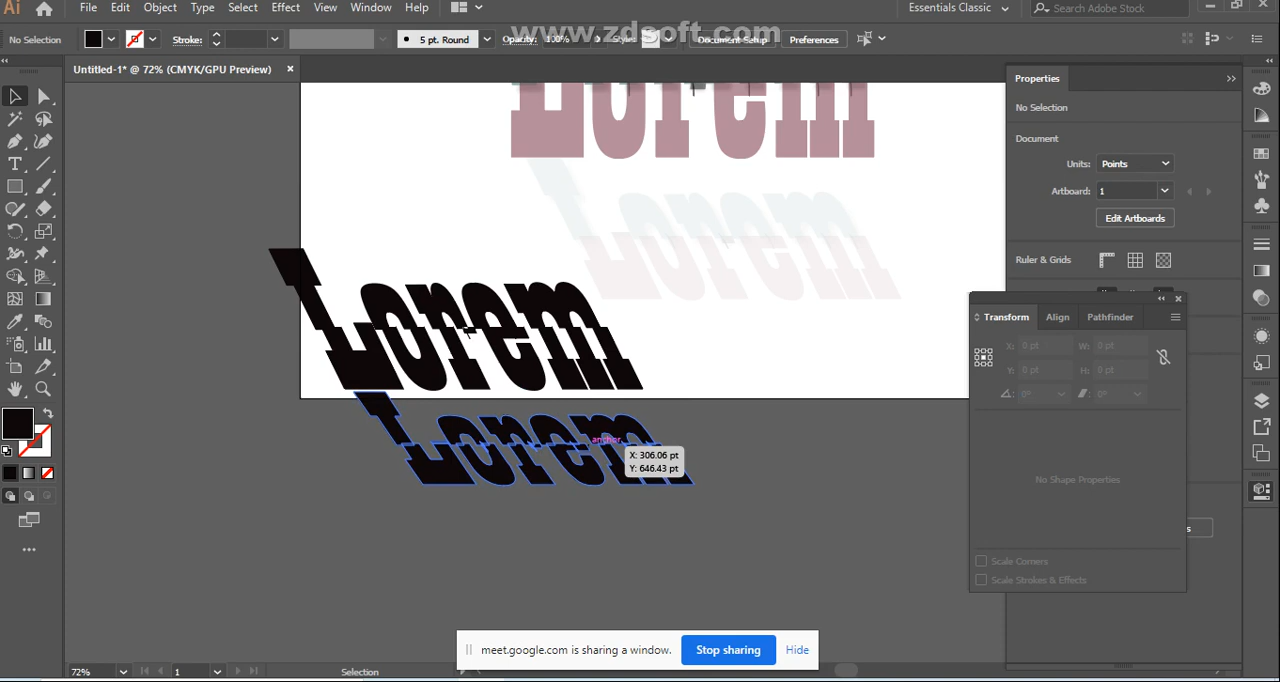 Ai File Edit Object Type Select Effect View Window Help Essentials Classic Search Adobe Stock
www.zdsoft.com
No Selection Stroke: 5 pt. Round Opacity: 100% Style: Document Setup Preferences
Untitled-1* @ 72% (CMYK/GPU Preview)
Properties
No Selection
Document
Units: Points
Artboard: 1
Edit Artboards
Ruler & Grids
Lorem
Lorem
Lorem
Lorem
Lorem
anchor
X: 306.06 pt
Y: 646.43 pt
Transform Align Pathfinder
X: 0 pt W: 0 pt
Y: 0 pt H: 0 pt
0° 0°
No Shape Properties
Scale Corners
Scale Strokes & Effects
meet.google.com is sharing a window. Stop sharing Hide
72% 1 Selection